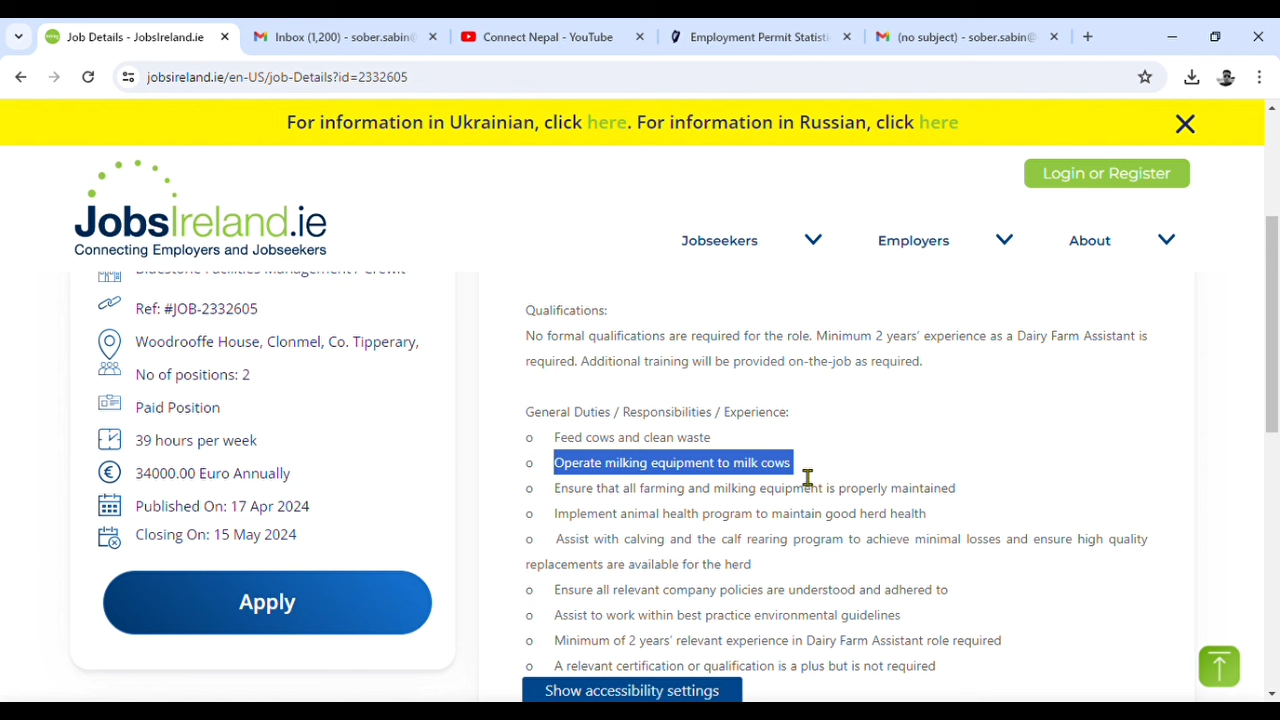 Job Details - JobsIreland.ie
Inbox (1,200) - sober.sabin@
Connect Nepal - YouTube
Employment Permit Statisti
(no subject) - sober.sabin@
jobsireland.ie/en-US/job-Details?id=2332605
For information in Ukrainian, click here. For information in Russian, click here
Login or Register
JobsIreland.ie
Connecting Employers and Jobseekers
Jobseekers
Employers
About
Bluestone Facilities Management / Crewit
Ref: #JOB-2332605
Woodrooffe House, Clonmel, Co. Tipperary,
No of positions: 2
Paid Position
39 hours per week
34000.00 Euro Annually
Published On: 17 Apr 2024
Closing On: 15 May 2024
Apply
Qualifications:
No formal qualifications are required for the role. Minimum 2 years’ experience as a Dairy Farm Assistant is
required. Additional training will be provided on-the-job as required.
General Duties / Responsibilities / Experience:
o Feed cows and clean waste
o Operate milking equipment to milk cows
o Ensure that all farming and milking equipment is properly maintained
o Implement animal health program to maintain good herd health
o Assist with calving and the calf rearing program to achieve minimal losses and ensure high quality
replacements are available for the herd
o Ensure all relevant company policies are understood and adhered to
o Assist to work within best practice environmental guidelines
o Minimum of 2 years’ relevant experience in Dairy Farm Assistant role required
o A relevant certification or qualification is a plus but is not required
Show accessibility settings